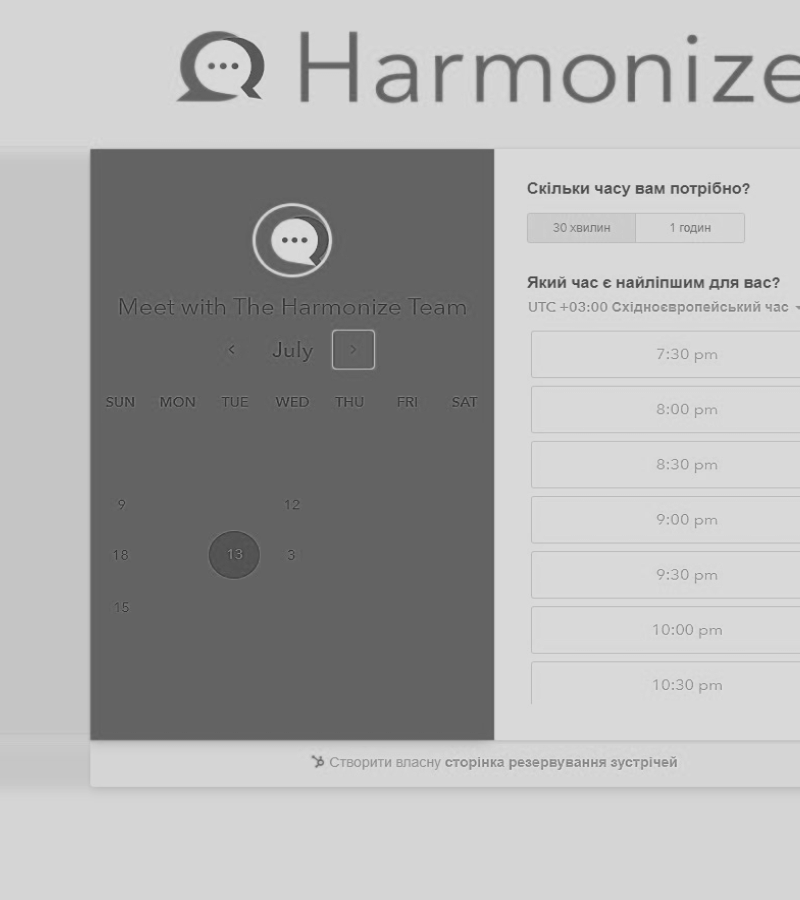 Harmonize
Meet with The Harmonize Team
July
SUN MON TUE WED THU FRI SAT
9 12
18 13 3
15
Скільки часу вам потрібно?
30 хвилин 1 годин
Який час є найліпшим для вас?
UTC +03:00 Східноєвропейський час
7:30 pm
8:00 pm
8:30 pm
9:00 pm
9:30 pm
10:00 pm
10:30 pm
Створити власну сторінка резервування зустрічей